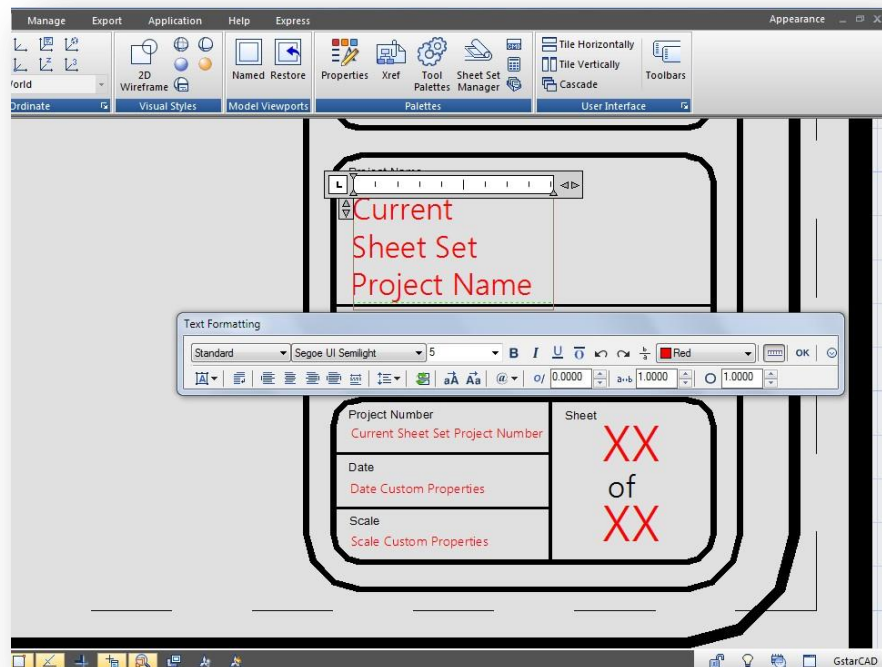 Manage Export Application Help Express Appearance
2D
Wireframe
Named Restore
Properties Xref Tool
Palettes Sheet Set
Manager
Tile Horizontally
Tile Vertically
Cascade
Toolbars
Visual Styles Model Viewports Palettes User Interface
Current
Sheet Set
Project Name
Text Formatting
Standard Segoe UI Semilight 5 B I U O Red OK
@ 0/ 0.0000 a↔b 1.0000 O 1.0000
Project Number
Current Sheet Set Project Number
Date
Date Custom Properties
Scale
Scale Custom Properties
Sheet
XX
of
XX
GstarCAD